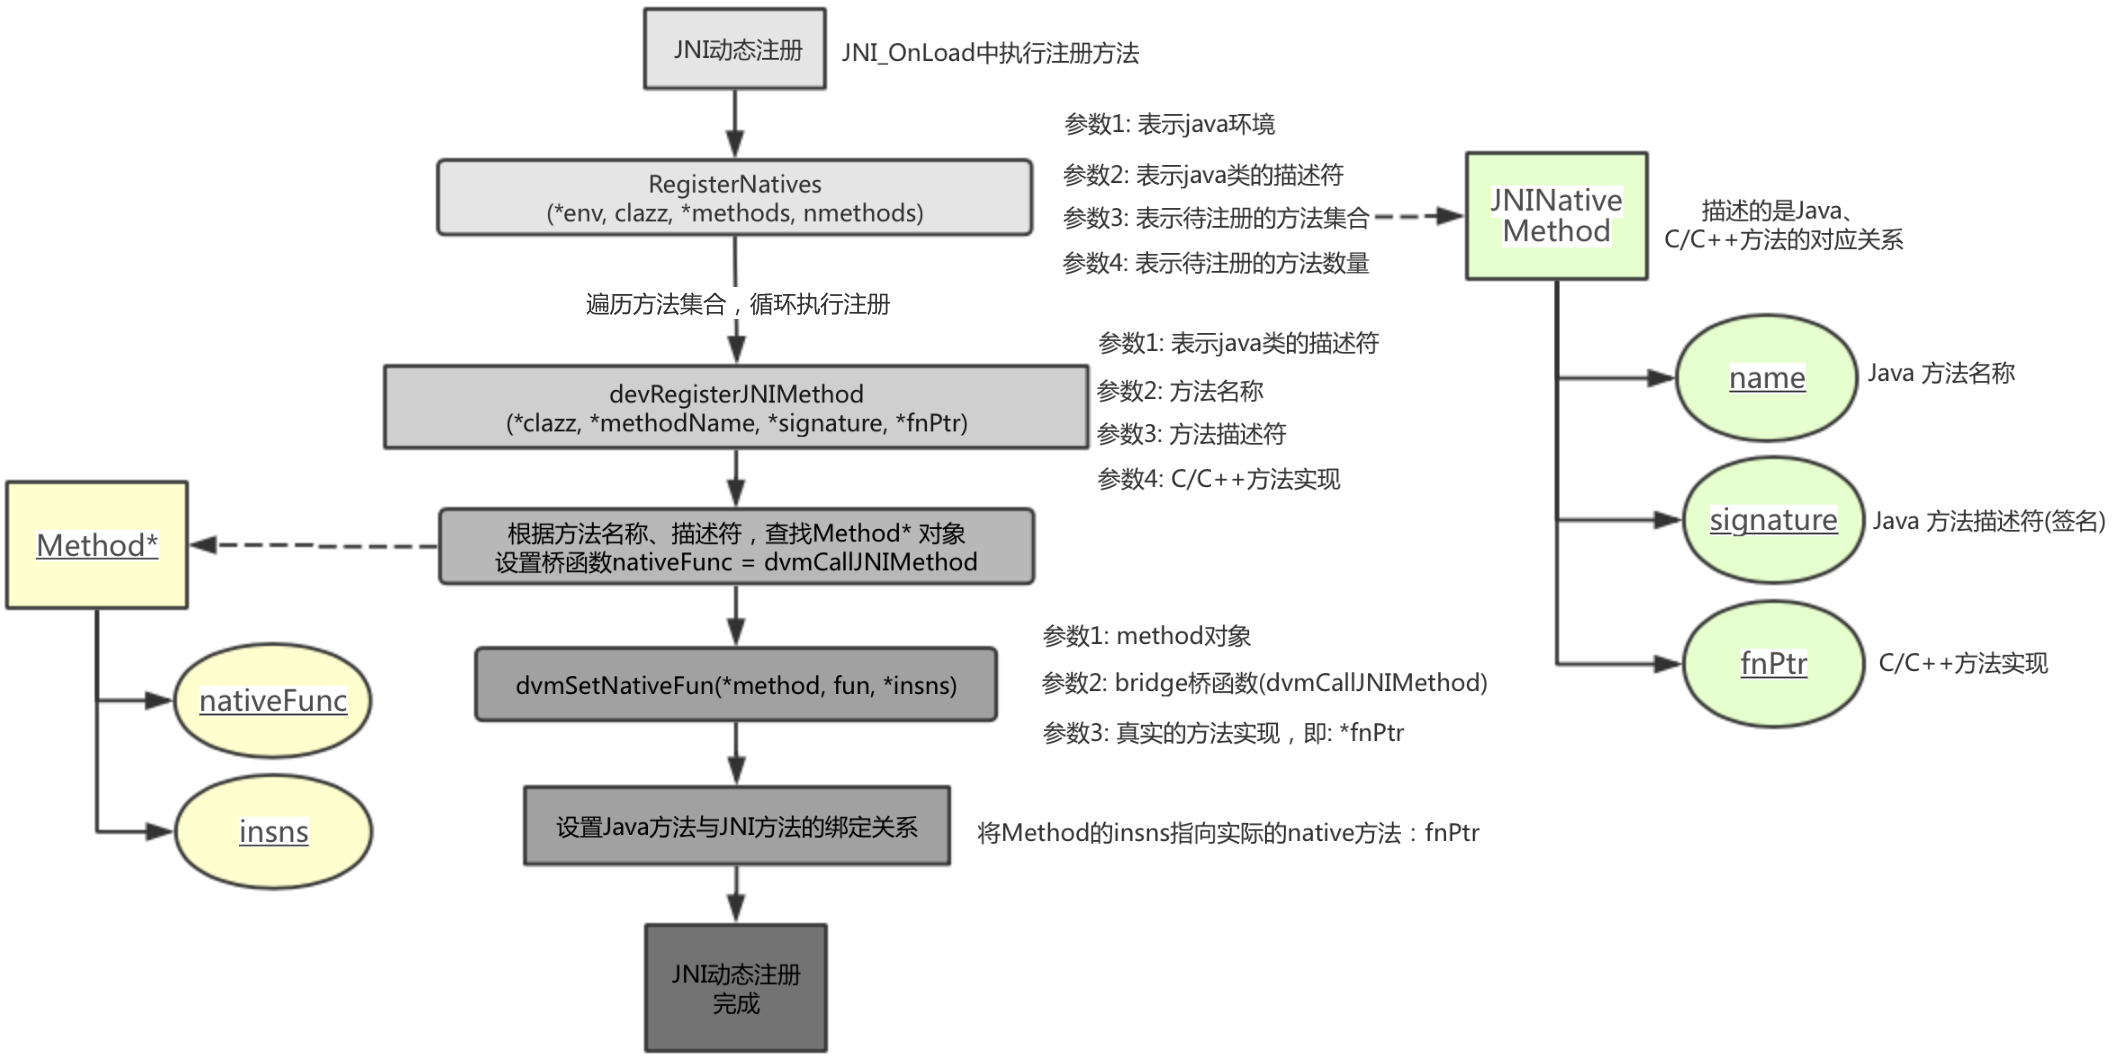 JNI动态注册
JNI_OnLoad中执行注册方法
RegisterNatives
(*env, clazz, *methods, nmethods)
参数1: 表示java环境
参数2: 表示java类的描述符
参数3: 表示待注册的方法集合
参数4: 表示待注册的方法数量
JNINative
Method
描述的是Java、
C/C++方法的对应关系
name
Java 方法名称
signature
Java 方法描述符(签名)
fnPtr
C/C++方法实现
遍历方法集合，循环执行注册
devRegisterJNIMethod
(*clazz, *methodName, *signature, *fnPtr)
参数1: 表示java类的描述符
参数2: 方法名称
参数3: 方法描述符
参数4: C/C++方法实现
根据方法名称、描述符，查找Method* 对象
设置桥函数nativeFunc = dvmCallJNIMethod
Method*
nativeFunc
insns
dvmSetNativeFun(*method, fun, *insns)
参数1: method对象
参数2: bridge桥函数(dvmCallJNIMethod)
参数3: 真实的方法实现，即: *fnPtr
设置Java方法与JNI方法的绑定关系
将Method的insns指向实际的native方法：fnPtr
JNI动态注册
完成